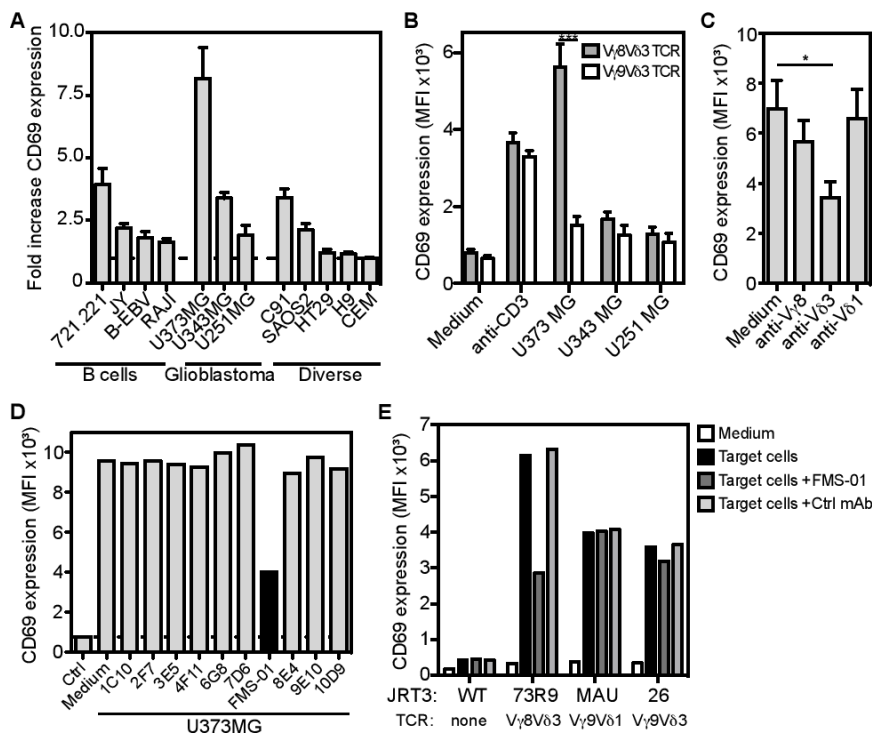 A
Fold increase CD69 expression
10.0
7.5
5.0
2.5
0
721.221
JY
B-EBV
RAJI
U373MG
U343MG
U251MG
C91
SAOS2
HT29
H9
CEM
B cells
Glioblastoma
Diverse
B
CD69 expression (MFI x10³)
6
4
2
0
***
Vγ8Vδ3 TCR
Vγ9Vδ3 TCR
Medium
anti-CD3
U373 MG
U343 MG
U251 MG
C
CD69 expression (MFI x10³)
10
8
6
4
2
0
*
Medium
anti-Vγ8
anti-Vδ3
anti-Vδ1
D
CD69 expression (MFI x10³)
10
8
6
4
2
0
Ctrl
Medium
1C10
2F7
3E5
4F11
6G8
7D6
FMS-01
8E4
9E10
10D9
U373MG
E
CD69 expression (MFI x10³)
7
6
5
4
3
2
1
0
Medium
Target cells
Target cells +FMS-01
Target cells +Ctrl mAb
JRT3: WT 73R9 MAU 26
TCR: none Vγ8Vδ3 Vγ9Vδ1 Vγ9Vδ3